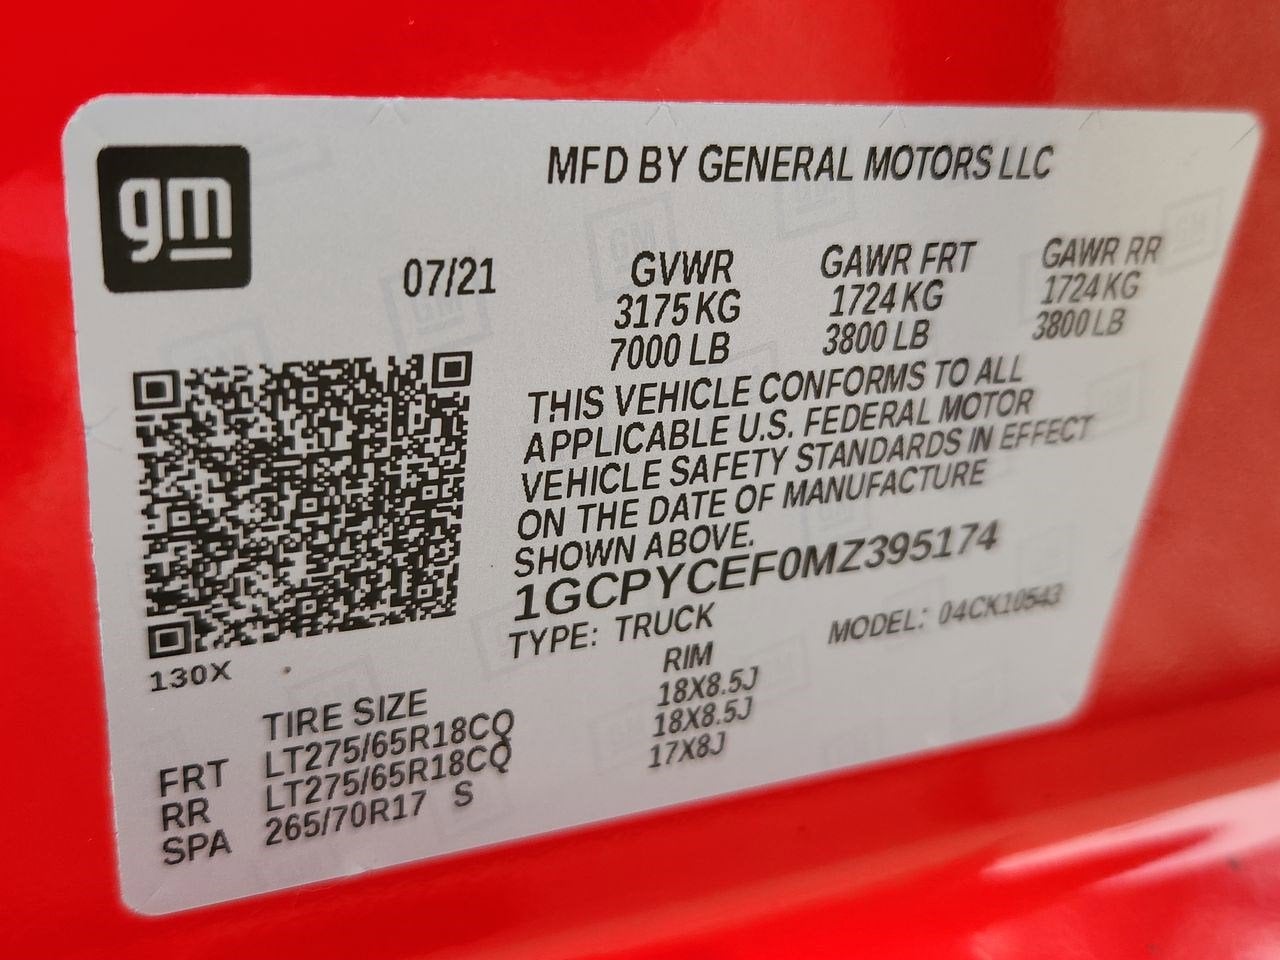 gm
MFD BY GENERAL MOTORS LLC
07/21 GVWR GAWR FRT GAWR RR
3175 KG 1724 KG 1724 KG
7000 LB 3800 LB 3800 LB
THIS VEHICLE CONFORMS TO ALL
APPLICABLE U.S. FEDERAL MOTOR
VEHICLE SAFETY STANDARDS IN EFFECT
ON THE DATE OF MANUFACTURE
SHOWN ABOVE.
1GCPYCEF0MZ395174
TYPE: TRUCK MODEL: 04CK10543
130X
TIRE SIZE RIM
FRT LT275/65R18CQ 18X8.5J
RR LT275/65R18CQ 18X8.5J
SPA 265/70R17 S 17X8J